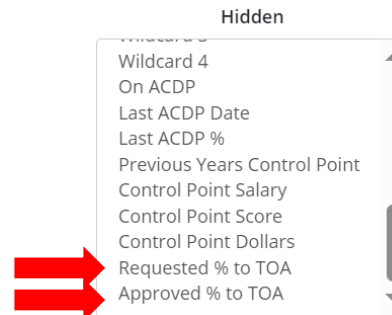 Hidden
Wildcard 4
On ACDP
Last ACDP Date
Last ACDP %
Previous Years Control Point
Control Point Salary
Control Point Score
Control Point Dollars
Requested % to TOA
Approved % to TOA